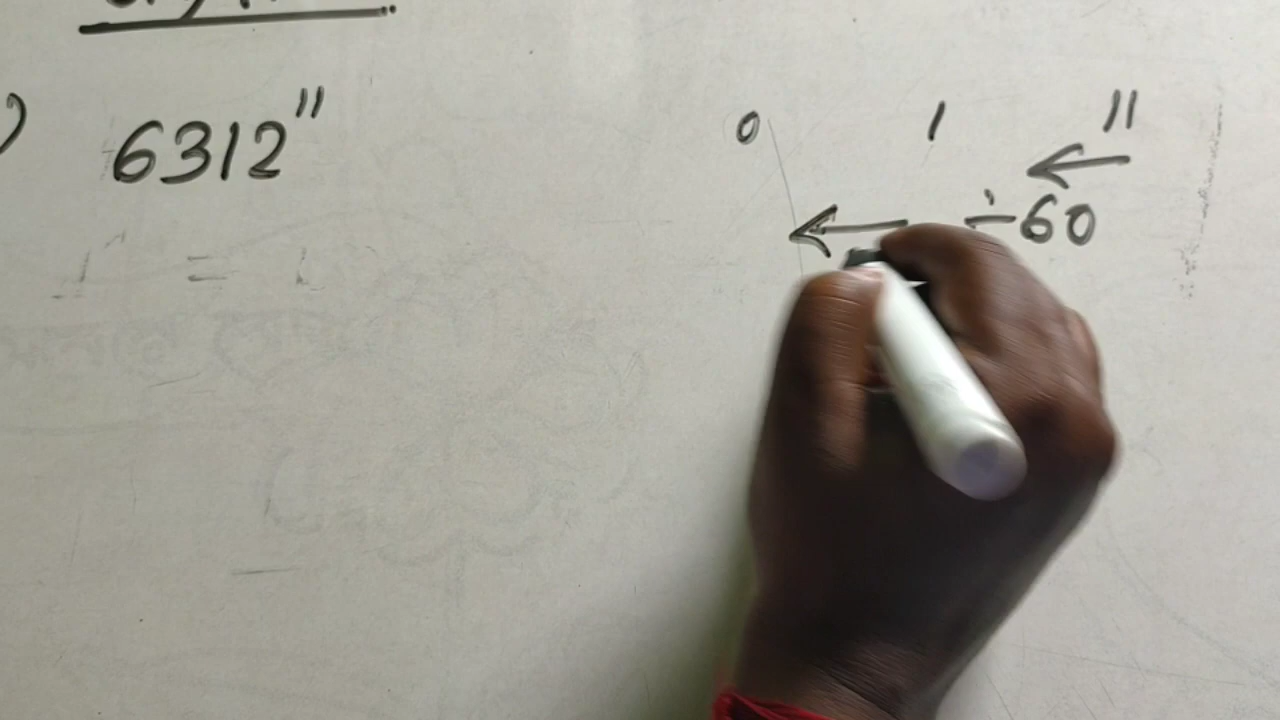 ) 6312"
° ' "
← ←
÷60